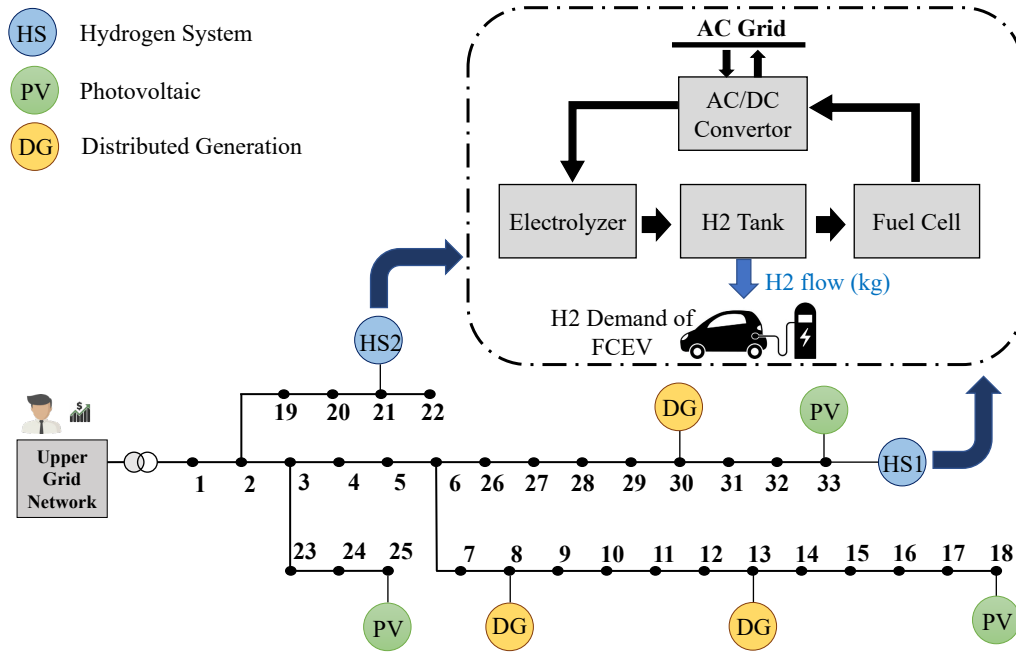 HS Hydrogen System
PV Photovoltaic
DG Distributed Generation
AC Grid
AC/DC
Convertor
Electrolyzer
H2 Tank
Fuel Cell
H2 flow (kg)
H2 Demand of
FCEV
HS2
19 20 21 22
DG
PV
HS1
$
Upper
Grid
Network
1 2 3 4 5 6 26 27 28 29 30 31 32 33
23 24 25
7 8 9 10 11 12 13 14 15 16 17 18
PV
DG
DG
PV